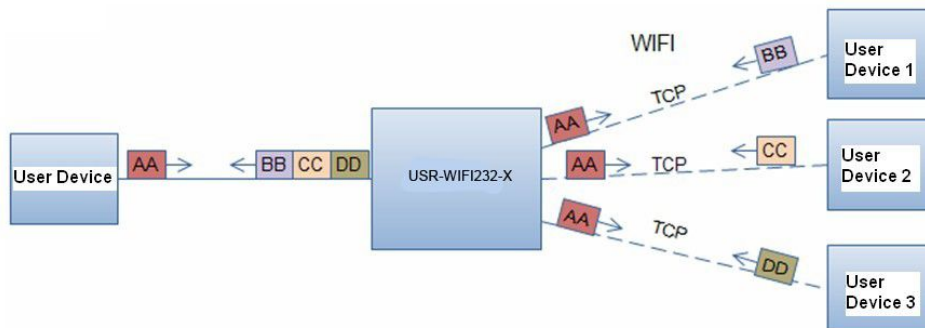 WIFI
User
Device 1
BB
TCP
AA
User Device
AA
BB CC DD
USR-WIFI232-X
AA
TCP
CC
User
Device 2
AA
TCP
DD
User
Device 3